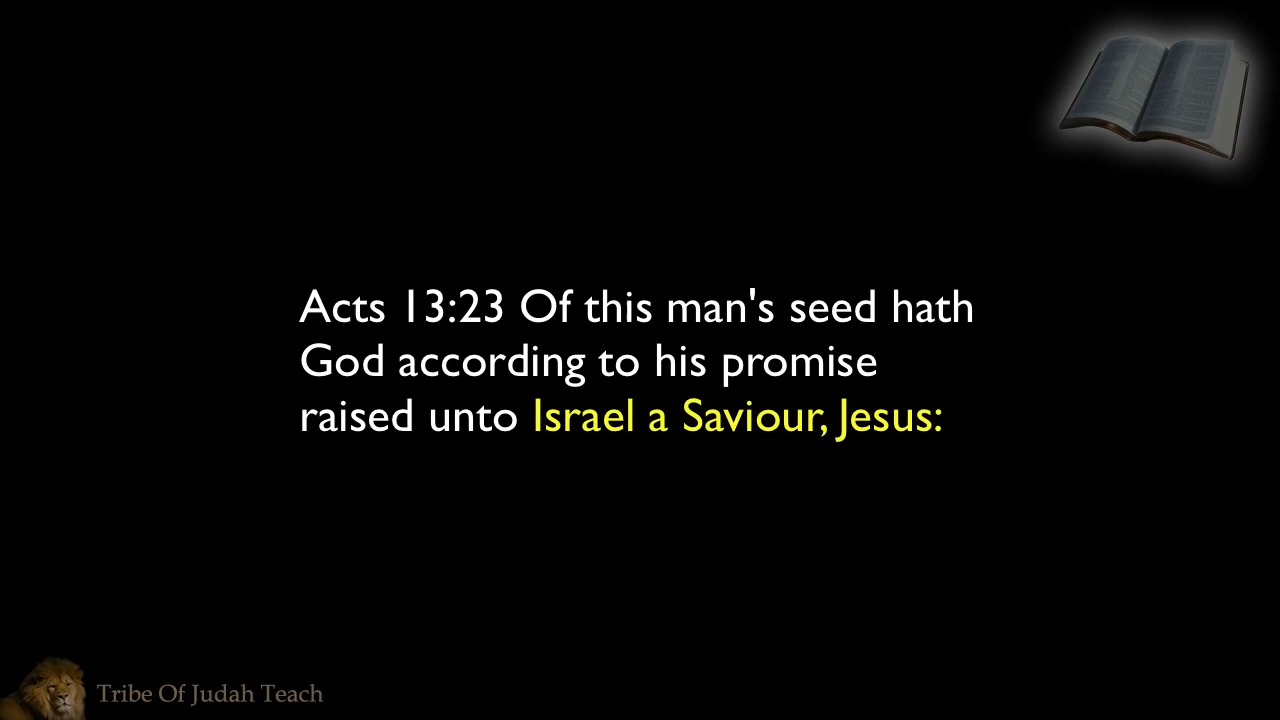 Acts 13:23 Of this man's seed hath
God according to his promise
raised unto Israel a Saviour, Jesus:
Tribe Of Judah Teach